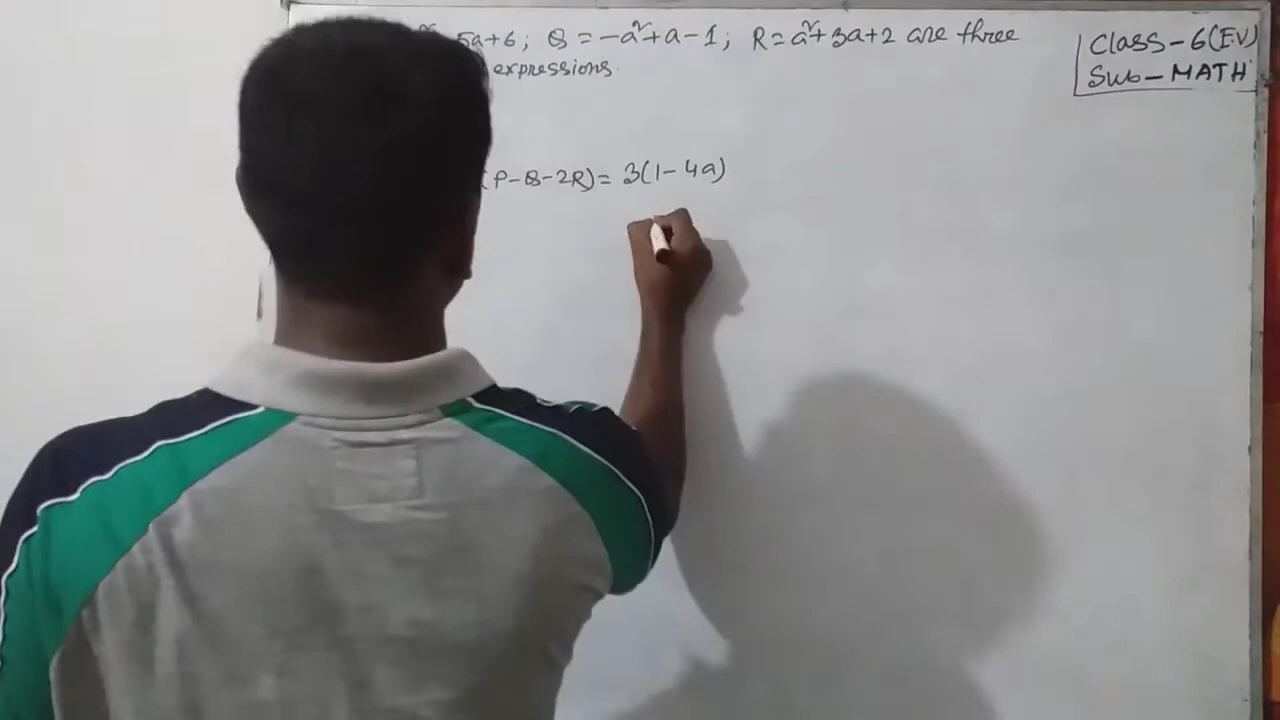 5a+6; Q = -a²+a-1; R = a²+3a+2 are three
expressions.
Class-6(EV)
Sub-MATH
(P-Q-2R) = 3(1-4a)